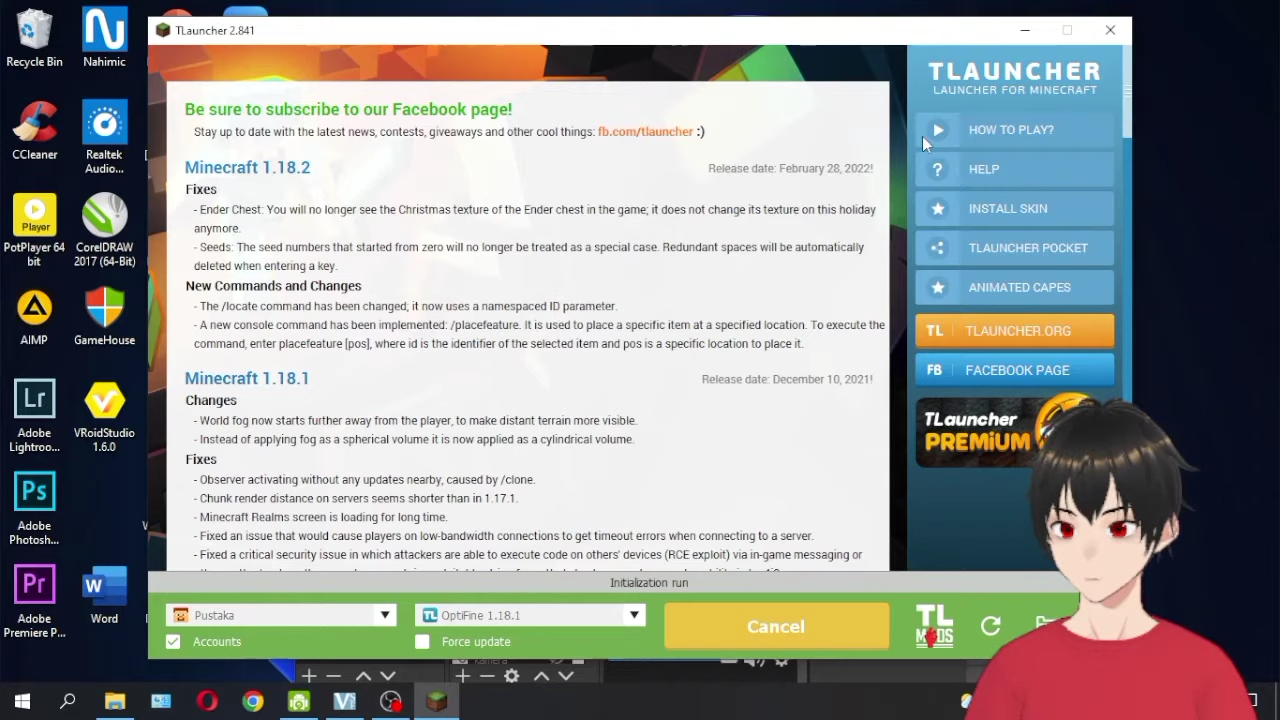 TLauncher 2.841
Recycle Bin
Nahimic
CCleaner
Realtek
Audio...
Player
PotPlayer 64
bit
CorelDRAW
2017 (64-Bit)
AIMP
GameHouse
Lr
Adobe
Lightroo...
VRoidStudio
1.6.0
Ps
Adobe
Photosh...
Pr
Adobe
Premiere P...
W
Word
Be sure to subscribe to our Facebook page!
Stay up to date with the latest news, contests, giveaways and other cool things: fb.com/tlauncher :)
Minecraft 1.18.2
Release date: February 28, 2022!
Fixes
- Ender Chest: You will no longer see the Christmas texture of the Ender chest in the game; it does not change its texture on this holiday
anymore.
- Seeds: The seed numbers that started from zero will no longer be treated as a special case. Redundant spaces will be automatically
deleted when entering a key.
New Commands and Changes
- The /locate command has been changed; it now uses a namespaced ID parameter.
- A new console command has been implemented: /placefeature. It is used to place a specific item at a specified location. To execute the
command, enter placefeature [pos], where id is the identifier of the selected item and pos is a specific location to place it.
Minecraft 1.18.1
Release date: December 10, 2021!
Changes
- World fog now starts further away from the player, to make distant terrain more visible.
- Instead of applying fog as a spherical volume it is now applied as a cylindrical volume.
Fixes
- Observer activating without any updates nearby, caused by /clone.
- Chunk render distance on servers seems shorter than in 1.17.1.
- Minecraft Realms screen is loading for long time.
- Fixed an issue that would cause players on low-bandwidth connections to get timeout errors when connecting to a server.
- Fixed a critical security issue in which attackers are able to execute code on others' devices (RCE exploit) via in-game messaging or
TLAUNCHER
LAUNCHER FOR MINECRAFT
HOW TO PLAY?
? HELP
INSTALL SKIN
TLAUNCHER POCKET
ANIMATED CAPES
TL TLAUNCHER.ORG
FB FACEBOOK PAGE
TLauncher
PREMiUM
Initialization run
Pustaka
TL OptiFine 1.18.1
Cancel
TL
MODS
Accounts
Force update